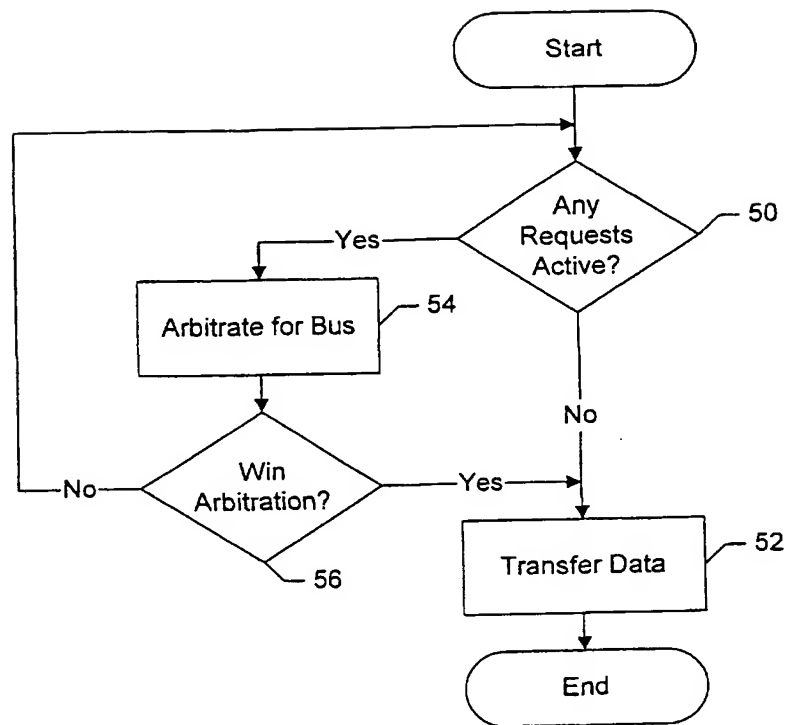 Start
Any
Requests
Active?
50
Yes
Arbitrate for Bus
54
No
Win
Arbitration?
No
Yes
56
Transfer Data
52
End